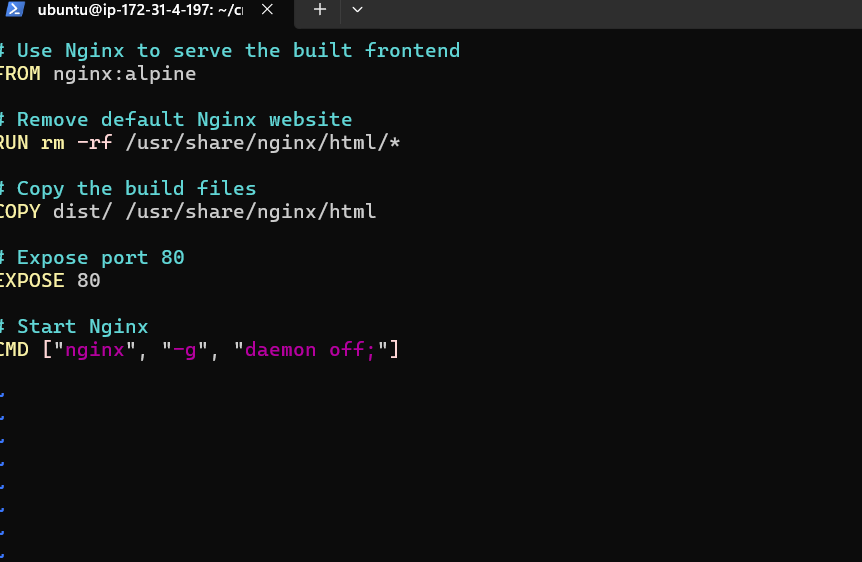 ubuntu@ip-172-31-4-197: ~/c
# Use Nginx to serve the built frontend
FROM nginx:alpine
# Remove default Nginx website
RUN rm -rf /usr/share/nginx/html/*
# Copy the build files
COPY dist/ /usr/share/nginx/html
# Expose port 80
EXPOSE 80
# Start Nginx
CMD ["nginx", "-g", "daemon off;"]
~
~
~
~
~
~
~
~